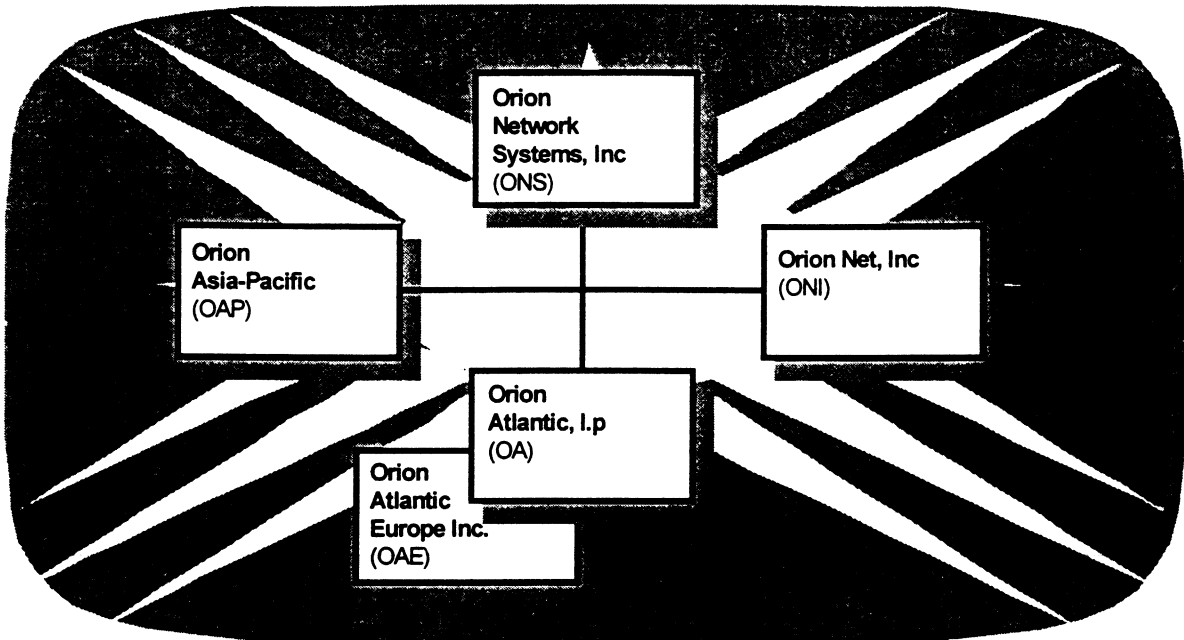 Orion
Network
Systems, Inc
(ONS)
Orion
Asia-Pacific
(OAP)
Orion Net, Inc
(ONI)
Orion
Atlantic, l.p
(OA)
Orion
Atlantic
Europe Inc.
(OAE)